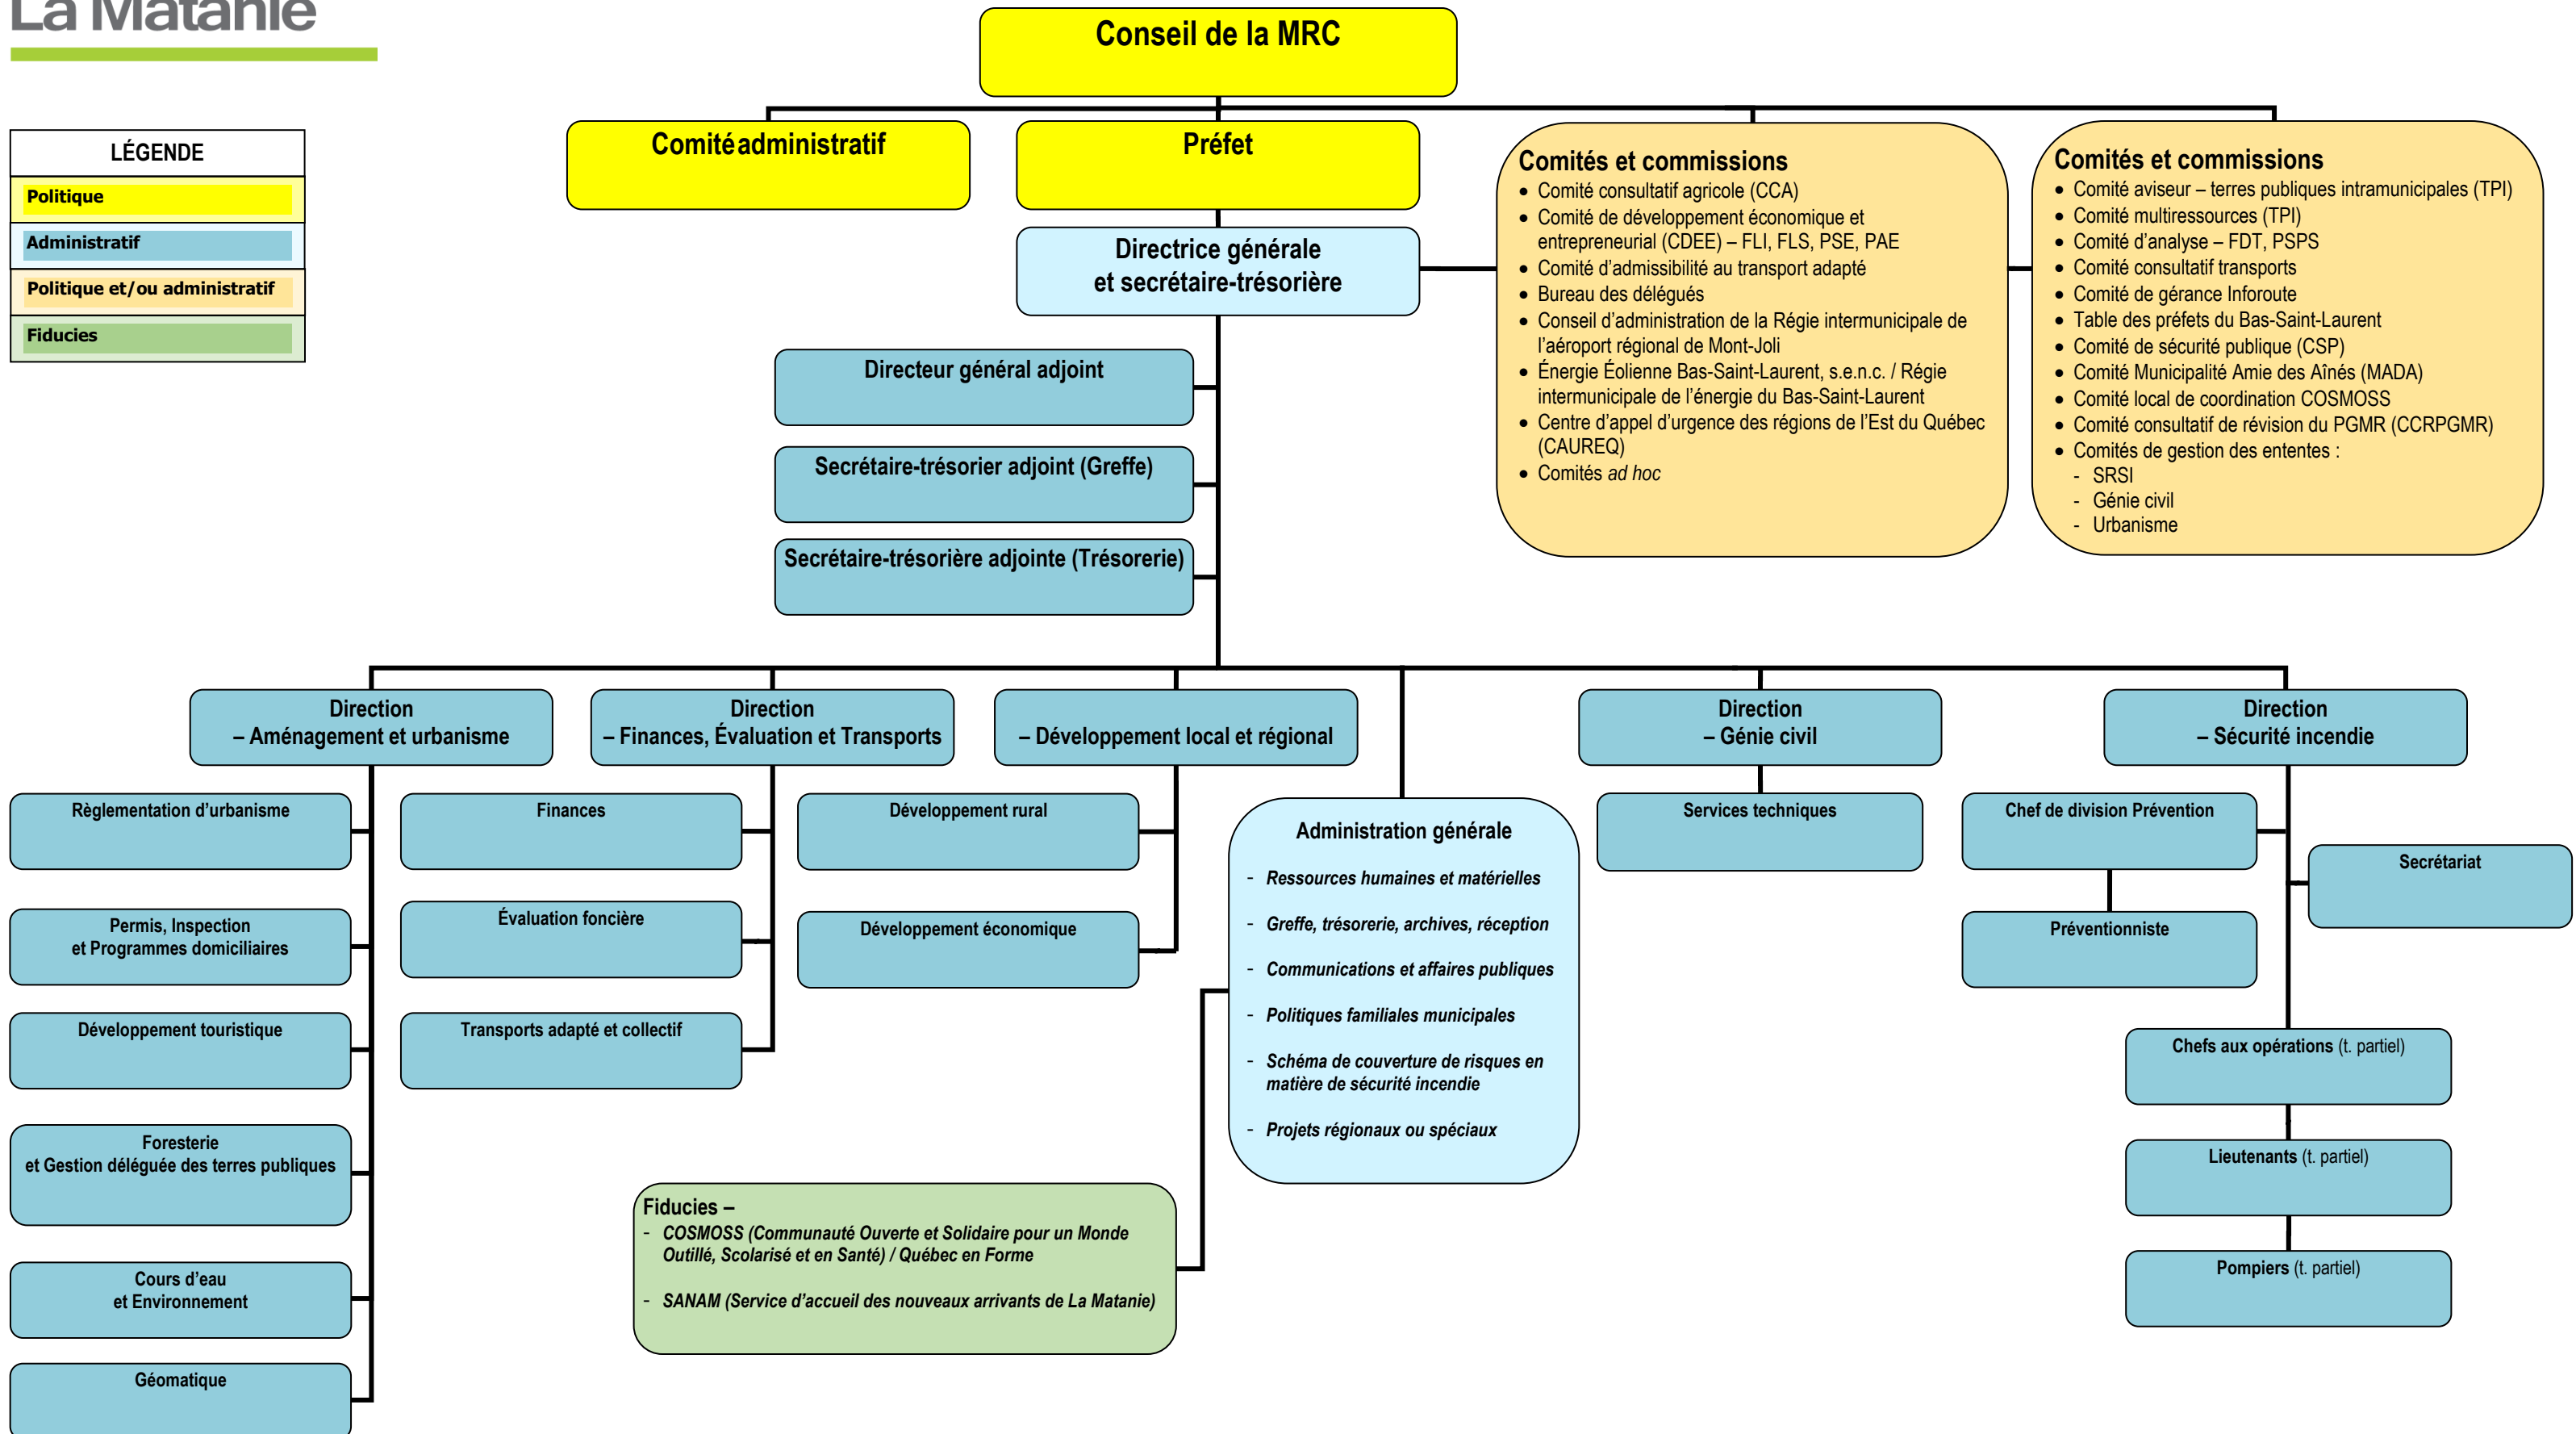 La Matanie
Conseil de la MRC
LÉGENDE
Politique
Administratif
Politique et/ou administratif
Fiducies
Comité administratif
Préfet
Directrice générale
et secrétaire-trésorière
Comités et commissions
• Comité consultatif agricole (CCA)
• Comité de développement économique et
entrepreneurial (CDEE) – FLI, FLS, PSE, PAE
• Comité d’admissibilité au transport adapté
• Bureau des délégués
• Conseil d’administration de la Régie intermunicipale de
l’aéroport régional de Mont-Joli
• Énergie Éolienne Bas-Saint-Laurent, s.e.n.c. / Régie
intermunicipale de l’énergie du Bas-Saint-Laurent
• Centre d’appel d’urgence des régions de l’Est du Québec
(CAUREQ)
• Comités ad hoc
Comités et commissions
• Comité aviseur – terres publiques intramunicipales (TPI)
• Comité multiressources (TPI)
• Comité d’analyse – FDT, PSPS
• Comité consultatif transports
• Comité de gérance Inforoute
• Table des préfets du Bas-Saint-Laurent
• Comité de sécurité publique (CSP)
• Comité Municipalité Amie des Aînés (MADA)
• Comité local de coordination COSMOSS
• Comité consultatif de révision du PGMR (CCRPGMR)
• Comités de gestion des ententes :
- SRSI
- Génie civil
- Urbanisme
Directeur général adjoint
Secrétaire-trésorier adjoint (Greffe)
Secrétaire-trésorière adjointe (Trésorerie)
Direction
– Aménagement et urbanisme
Direction
– Finances, Évaluation et Transports
– Développement local et régional
Direction
– Génie civil
Direction
– Sécurité incendie
Règlementation d’urbanisme
Permis, Inspection
et Programmes domiciliaires
Développement touristique
Foresterie
et Gestion déléguée des terres publiques
Cours d’eau
et Environnement
Géomatique
Finances
Évaluation foncière
Transports adapté et collectif
Développement rural
Développement économique
Administration générale
- Ressources humaines et matérielles
- Greffe, trésorerie, archives, réception
- Communications et affaires publiques
- Politiques familiales municipales
- Schéma de couverture de risques en
matière de sécurité incendie
- Projets régionaux ou spéciaux
Fiducies –
- COSMOSS (Communauté Ouverte et Solidaire pour un Monde
Outillé, Scolarisé et en Santé) / Québec en Forme
- SANAM (Service d’accueil des nouveaux arrivants de La Matanie)
Services techniques
Chef de division Prévention
Préventionniste
Secrétariat
Chefs aux opérations (t. partiel)
Lieutenants (t. partiel)
Pompiers (t. partiel)